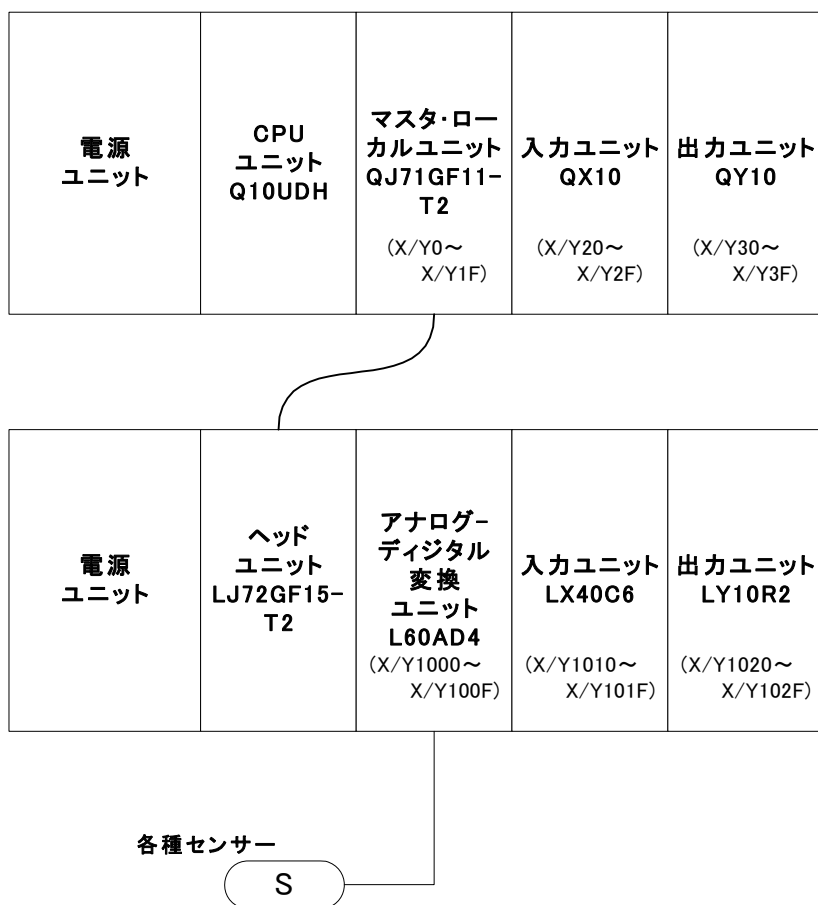 電源
ユニット
CPU
ユニット
Q10UDH
マスタ・ロー
カルユニット
QJ71GF11-
T2
(X/Y0~
X/Y1F)
入力ユニット
QX10
(X/Y20~
X/Y2F)
出力ユニット
QY10
(X/Y30~
X/Y3F)
電源
ユニット
ヘッド
ユニット
LJ72GF15-
T2
アナログ-
ディジタル
変換
ユニット
L60AD4
(X/Y1000~
X/Y100F)
入力ユニット
LX40C6
(X/Y1010~
X/Y101F)
出力ユニット
LY10R2
(X/Y1020~
X/Y102F)
各種センサー
S